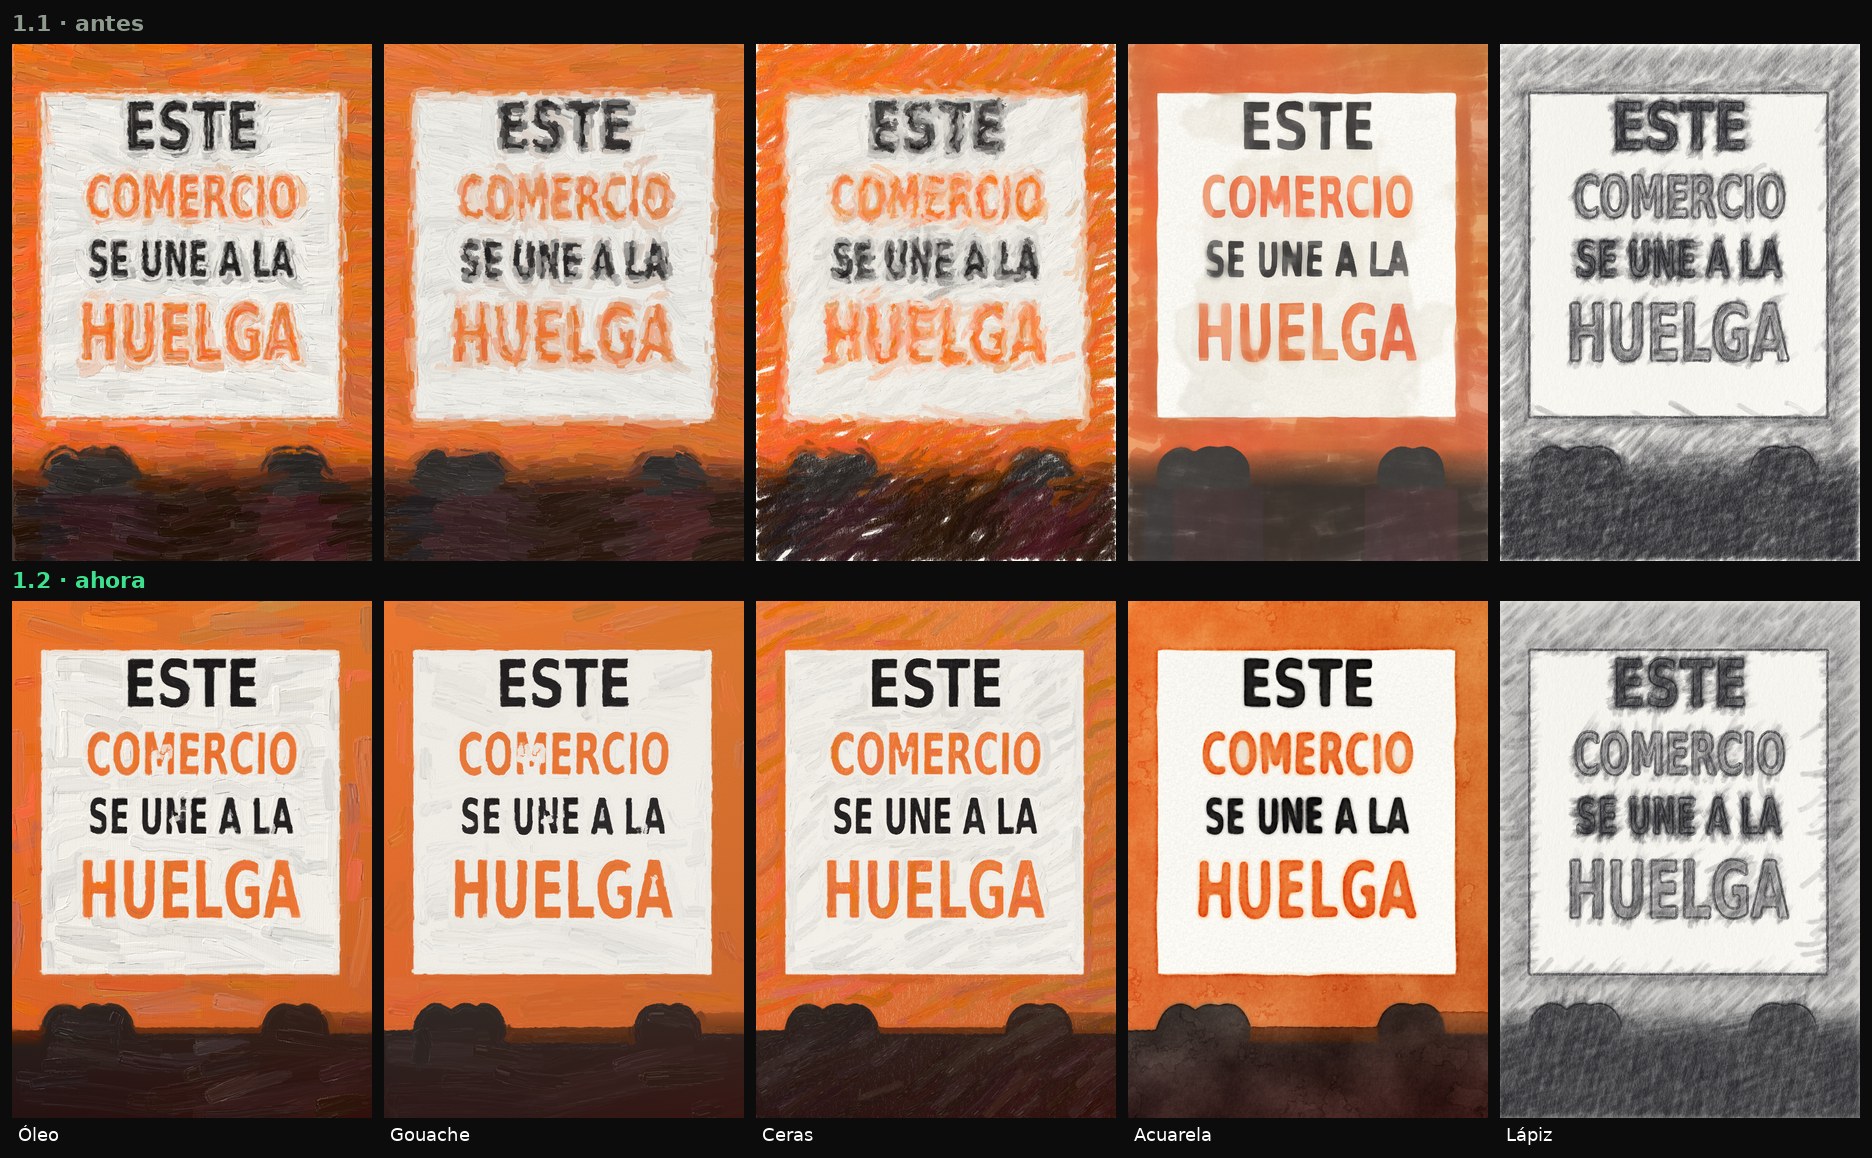 1.1 · antes
ESTE
COMERCIO
SE UNE A LA
HUELGA
ESTE
COMERCIO
SE UNE A LA
HUELGA
ESTE
COMERCIO
SE UNE A LA
HUELGA
ESTE
COMERCIO
SE UNE A LA
HUELGA
ESTE
COMERCIO
SE UNE A LA
HUELGA
1.2 · ahora
ESTE
COMERCIO
SE UNE A LA
HUELGA
ESTE
COMERCIO
SE UNE A LA
HUELGA
ESTE
COMERCIO
SE UNE A LA
HUELGA
ESTE
COMERCIO
SE UNE A LA
HUELGA
ESTE
COMERCIO
SE UNE A LA
HUELGA
Óleo
Gouache
Ceras
Acuarela
Lápiz